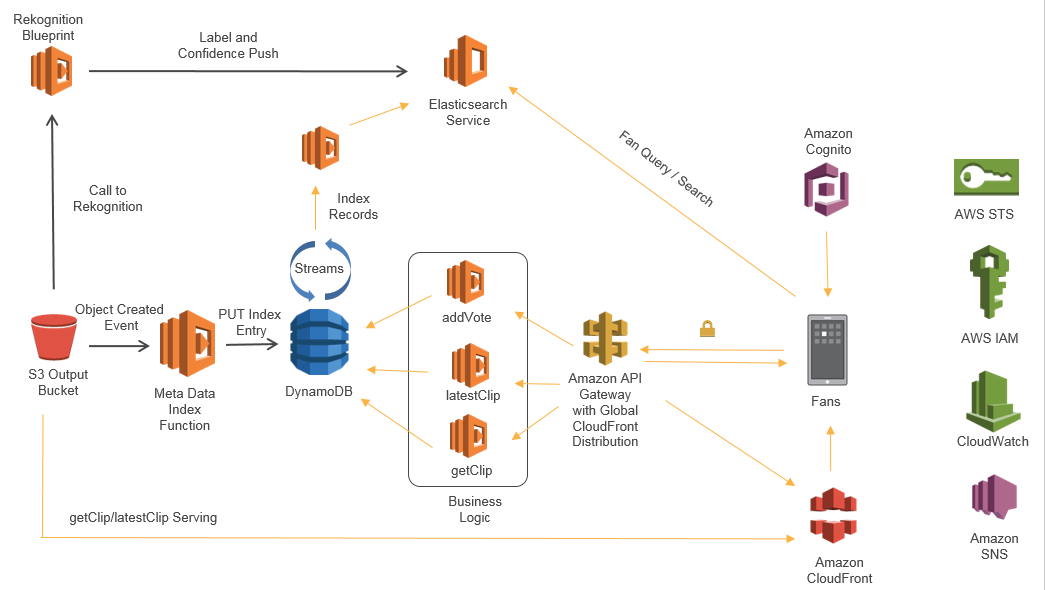 Rekognition
Blueprint
Label and
Confidence Push
Elasticsearch
Service
Call to
Rekognition
Index
Records
Streams
Fan Query / Search
Amazon
Cognito
AWS STS
Object Created
Event
PUT Index
Entry
S3 Output
Bucket
Meta Data
Index
Function
DynamoDB
addVote
latestClip
getClip
Business
Logic
Amazon API
Gateway
with Global
CloudFront
Distribution
Fans
AWS IAM
CloudWatch
getClip/latestClip Serving
Amazon
CloudFront
Amazon
SNS